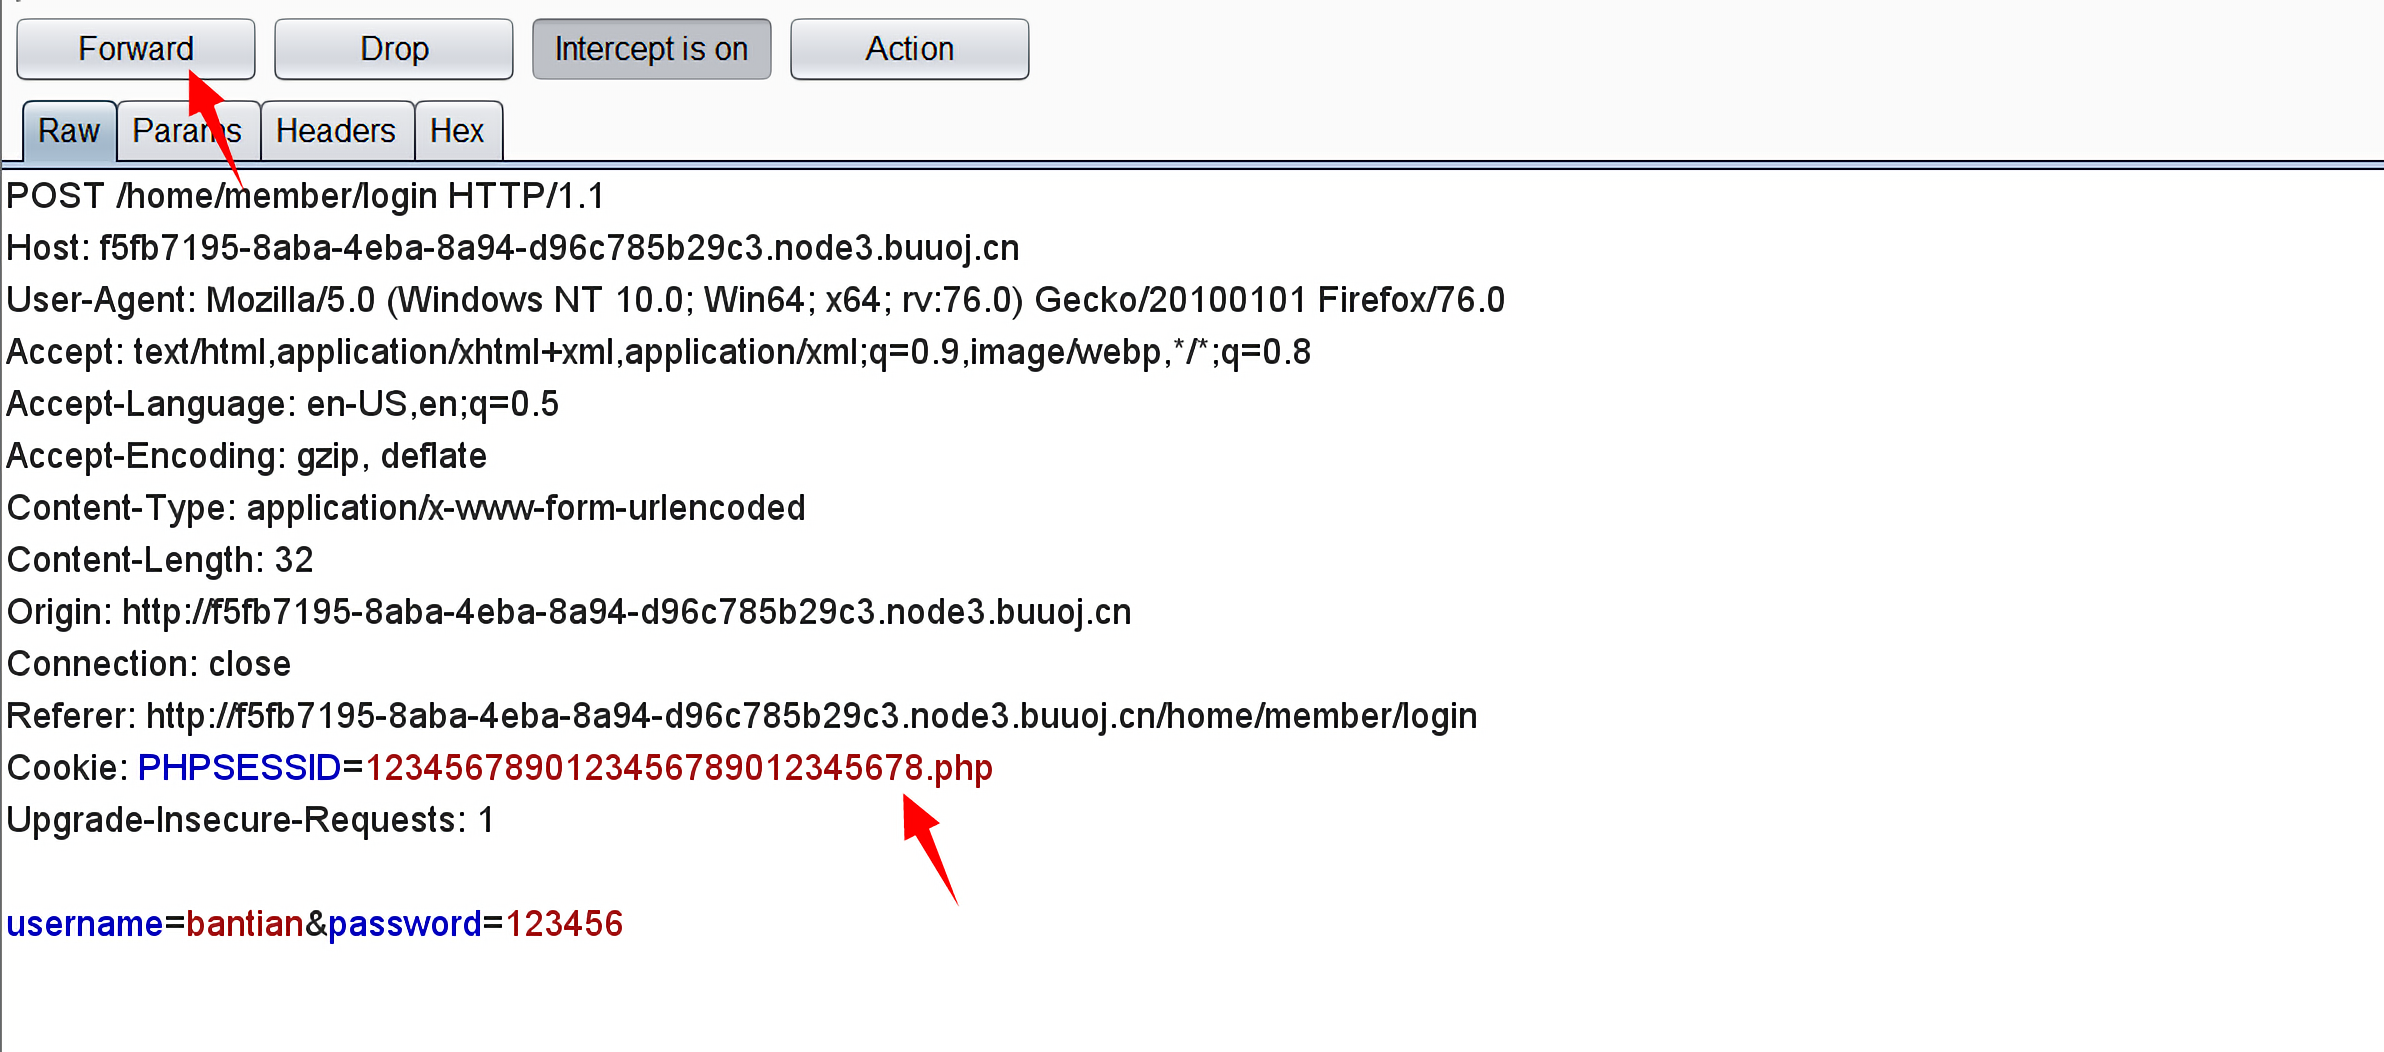 Forward Drop Intercept is on Action
Raw Params Headers Hex
POST /home/member/login HTTP/1.1
Host: f5fb7195-8aba-4eba-8a94-d96c785b29c3.node3.buuoj.cn
User-Agent: Mozilla/5.0 (Windows NT 10.0; Win64; x64; rv:76.0) Gecko/20100101 Firefox/76.0
Accept: text/html,application/xhtml+xml,application/xml;q=0.9,image/webp,*/*;q=0.8
Accept-Language: en-US,en;q=0.5
Accept-Encoding: gzip, deflate
Content-Type: application/x-www-form-urlencoded
Content-Length: 32
Origin: http://f5fb7195-8aba-4eba-8a94-d96c785b29c3.node3.buuoj.cn
Connection: close
Referer: http://f5fb7195-8aba-4eba-8a94-d96c785b29c3.node3.buuoj.cn/home/member/login
Cookie: PHPSESSID=1234567890123456789012345678.php
Upgrade-Insecure-Requests: 1
username=bantian&password=123456